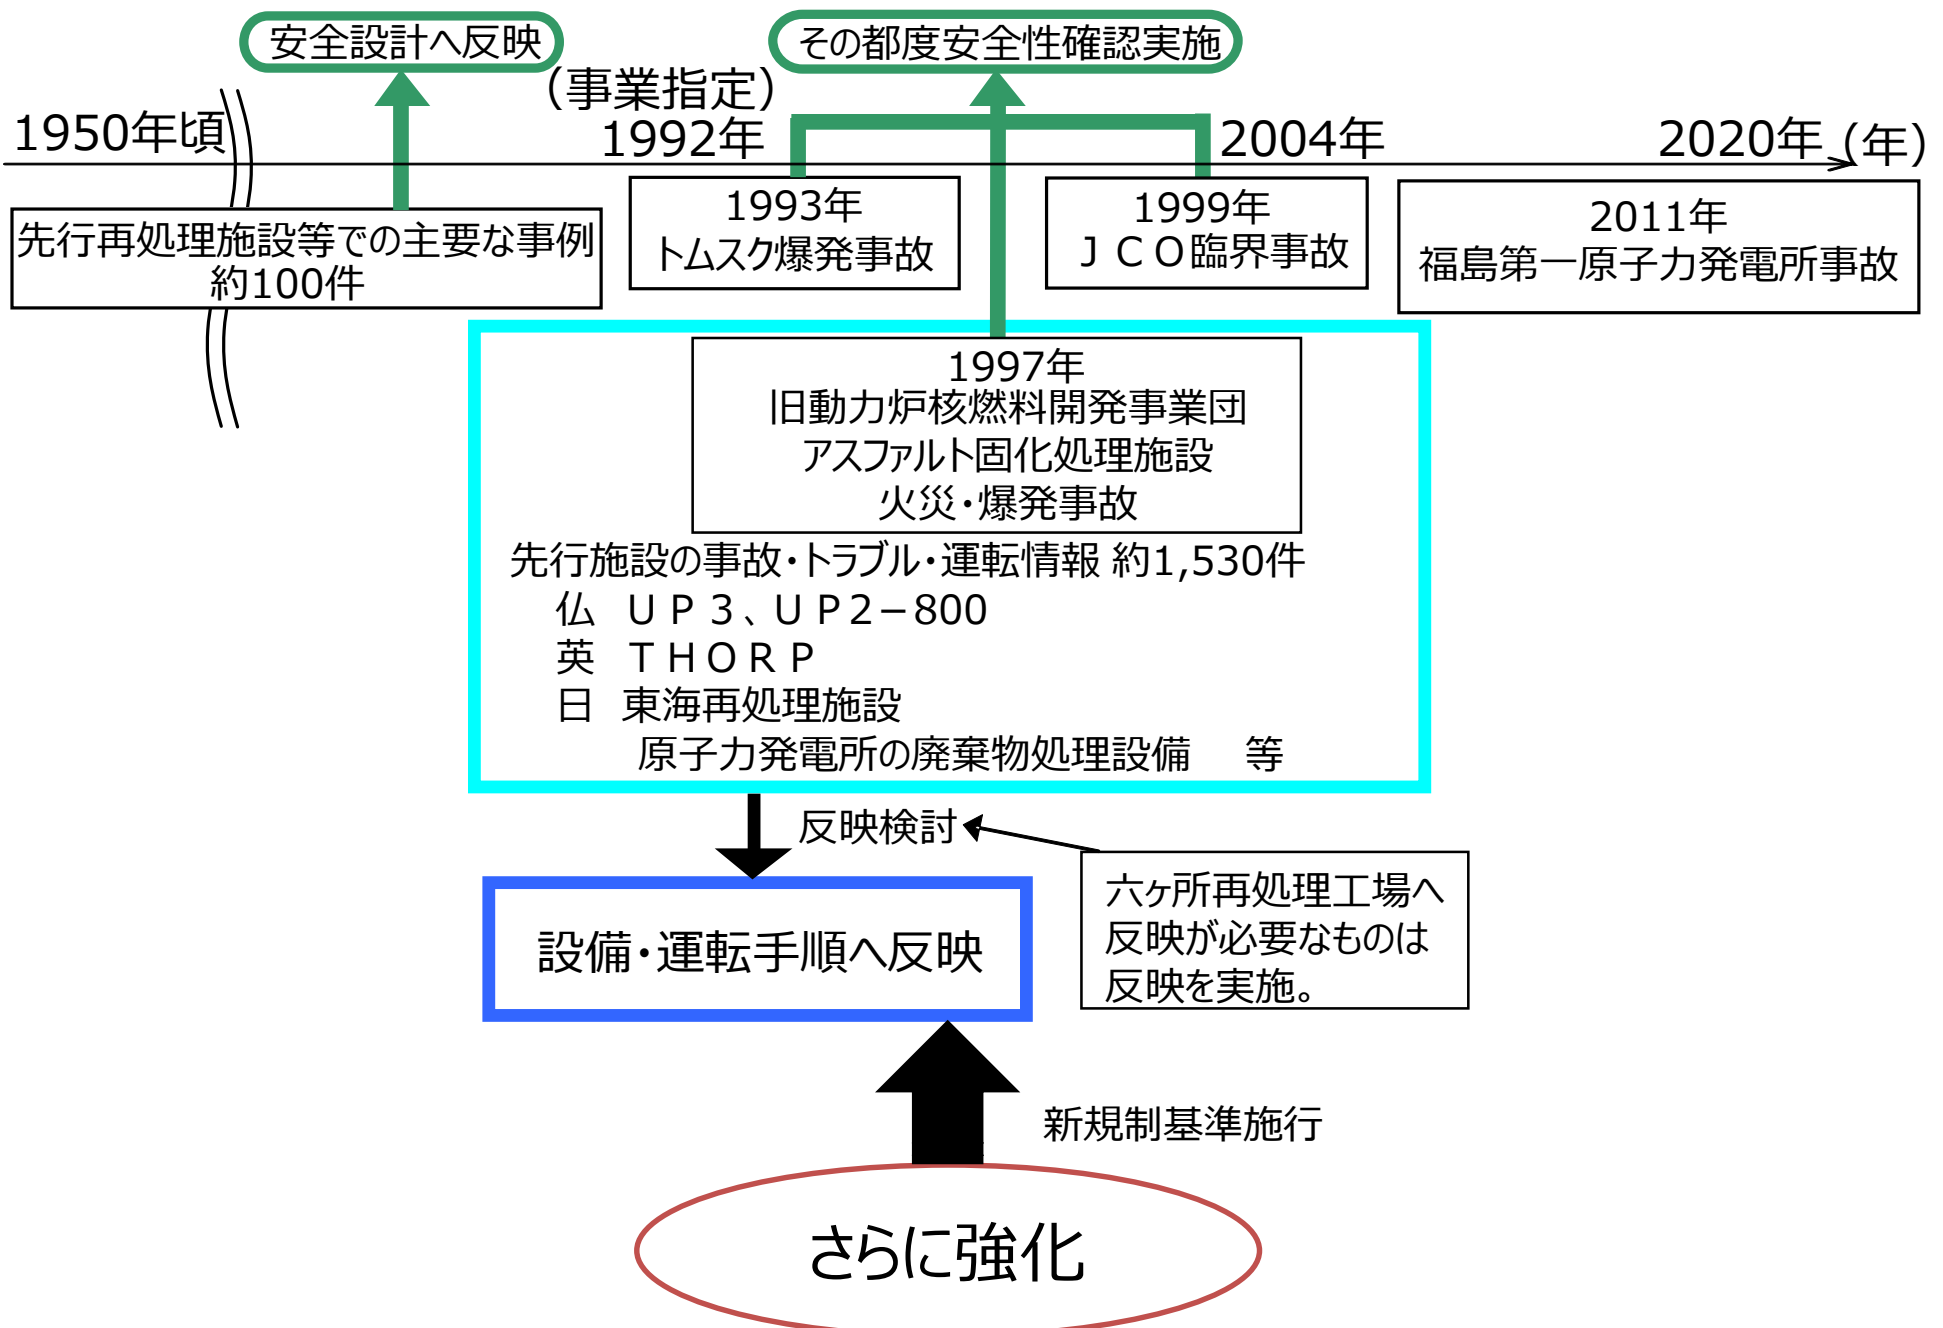 安全設計へ反映
その都度安全性確認実施
（事業指定）
1950年頃
1992年
2004年
2020年
(年)
先行再処理施設等での主要な事例
約100件
1993年
トムスク爆発事故
1999年
ＪＣＯ臨界事故
2011年
福島第一原子力発電所事故
1997年
旧動力炉核燃料開発事業団
アスファルト固化処理施設
火災・爆発事故
先行施設の事故・トラブル・運転情報 約1,530件
仏　ＵＰ３、ＵＰ2－800
英　ＴＨＯＲＰ
日　東海再処理施設
原子力発電所の廃棄物処理設備　等
反映検討
六ヶ所再処理工場へ
反映が必要なものは
反映を実施。
設備・運転手順へ反映
新規制基準施行
さらに強化